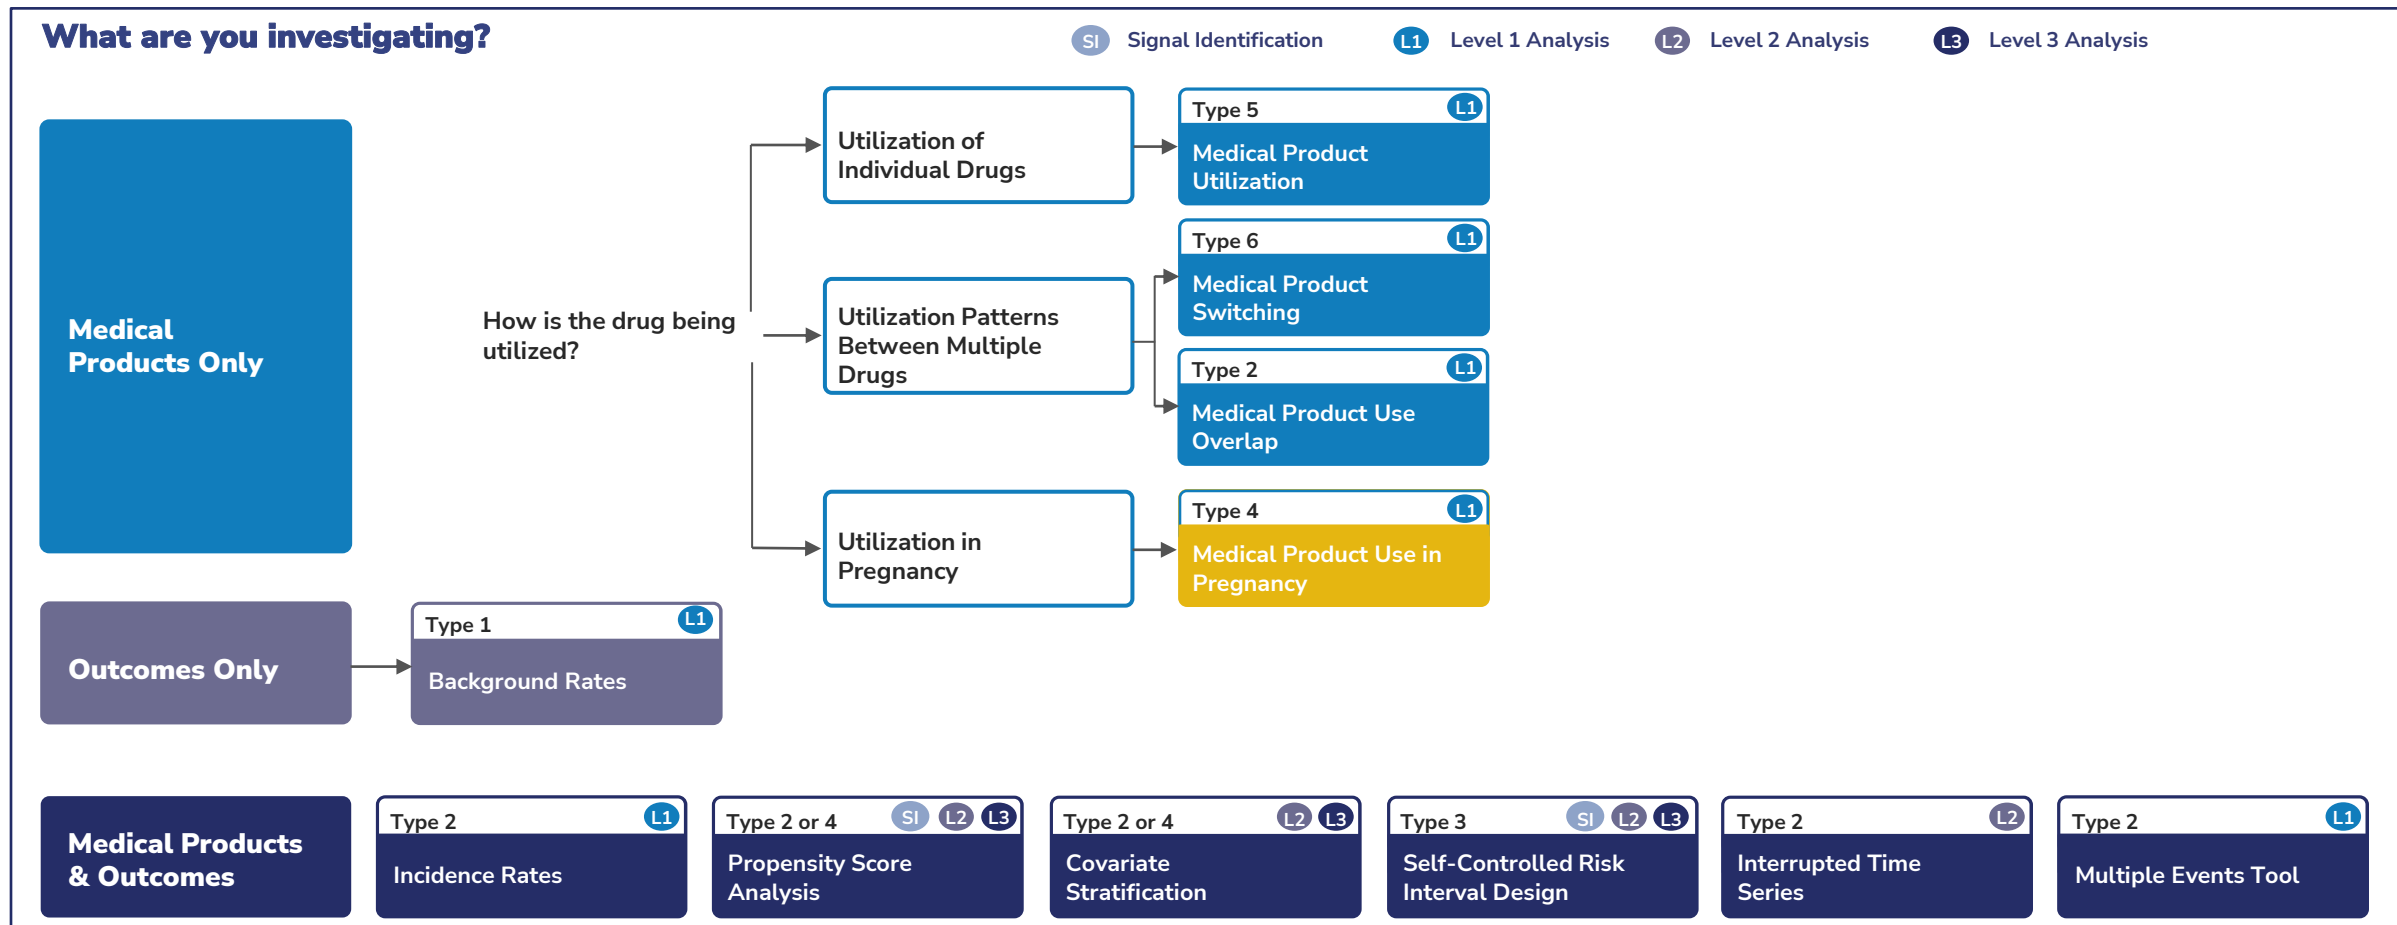 What are you investigating?
SI Signal Identification
L1 Level 1 Analysis
L2 Level 2 Analysis
L3 Level 3 Analysis
Medical
Products Only
How is the drug being
utilized?
Utilization of
Individual Drugs
Type 5 L1
Medical Product
Utilization
Utilization Patterns
Between Multiple
Drugs
Type 6 L1
Medical Product
Switching
Type 2 L1
Medical Product Use
Overlap
Utilization in
Pregnancy
Type 4 L1
Medical Product Use in
Pregnancy
Outcomes Only
Type 1 L1
Background Rates
Medical Products
& Outcomes
Type 2 L1
Incidence Rates
Type 2 or 4 SI L2 L3
Propensity Score
Analysis
Type 2 or 4 L2 L3
Covariate
Stratification
Type 3 SI L2 L3
Self-Controlled Risk
Interval Design
Type 2 L2
Interrupted Time
Series
Type 2 L1
Multiple Events Tool